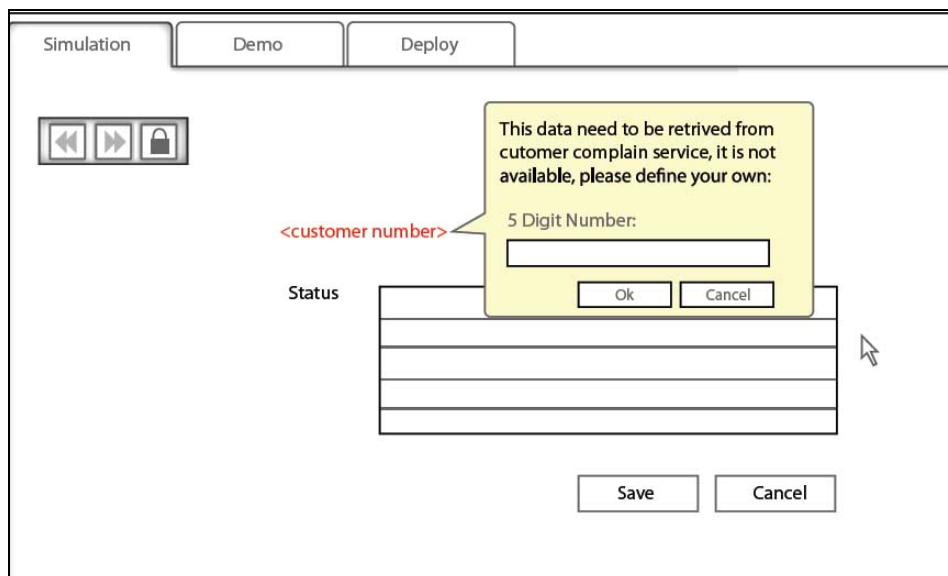 Simulation
Demo
Deploy
This data need to be retrived from
cutomer complain service, it is not
available, please define your own:
5 Digit Number:
<customer number>
Ok
Cancel
Status
Save
Cancel